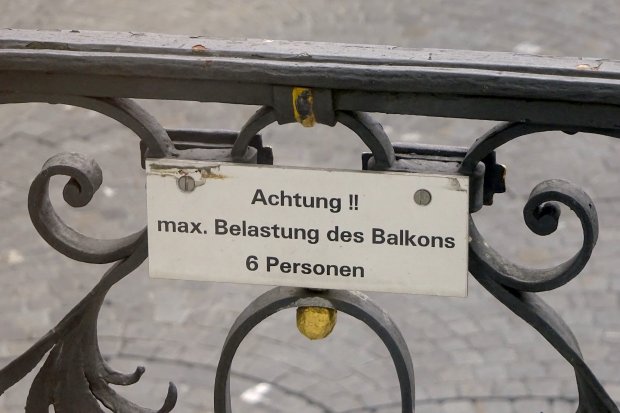 Achtung !!
max. Belastung des Balkons
6 Personen